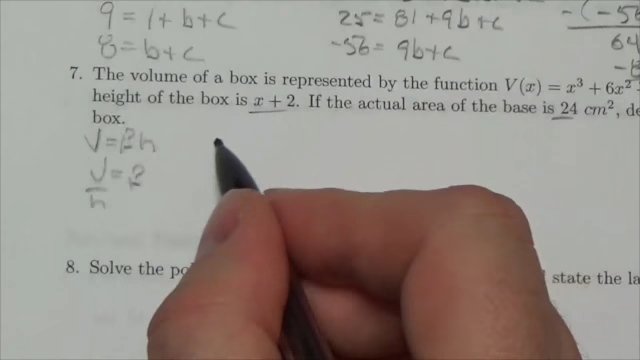 9 = 1 + b + c
25 = 81 + 9b + c
-(-56
8 = b + c
-56 = 9b + c
64
7. The volume of a box is represented by the function V(x) = x³ + 6x²
height of the box is x + 2. If the actual area of the base is 24 cm², de
box.
V = Bh
V/h = B
8. Solve the po
state the la